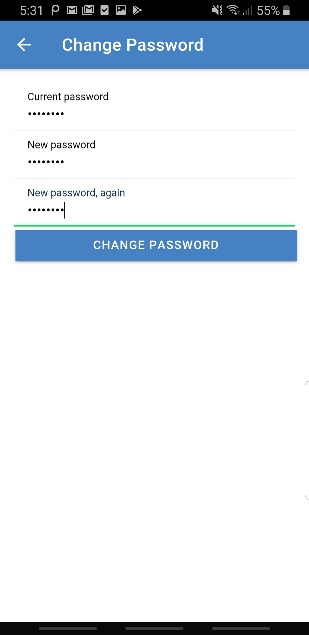 5:31 55%
Change Password
Current password
••••••••
New password
••••••••
New password, again
••••••••
CHANGE PASSWORD